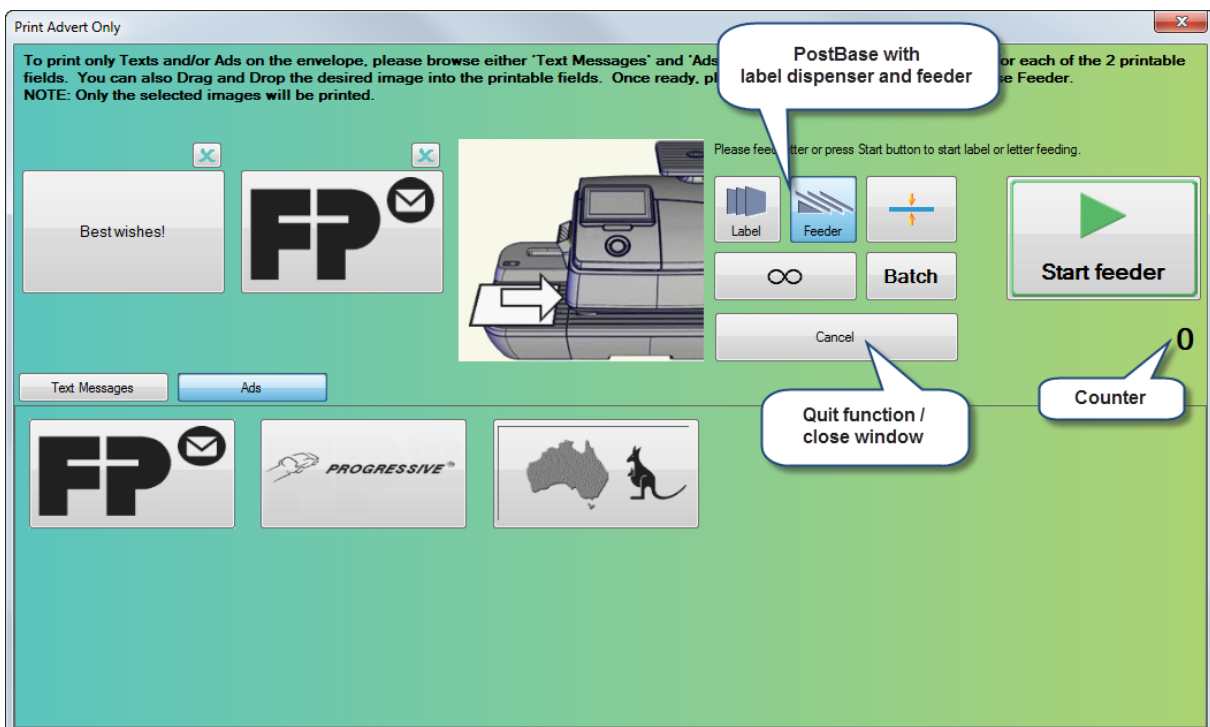 Print Advert Only
To print only Texts and/or Ads on the envelope, please browse either 'Text Messages' and 'Ads
or each of the 2 printable
fields. You can also Drag and Drop the desired image into the printable fields. Once ready, pl
se Feeder.
NOTE: Only the selected images will be printed.
PostBase with
label dispenser and feeder
Please feed
tter or press Start button to start label or letter feeding.
Best wishes!
FP
Label
Feeder
∞
Batch
Start feeder
Cancel
0
Text Messages
Ads
Quit function /
close window
Counter
FP
PROGRESSIVE®